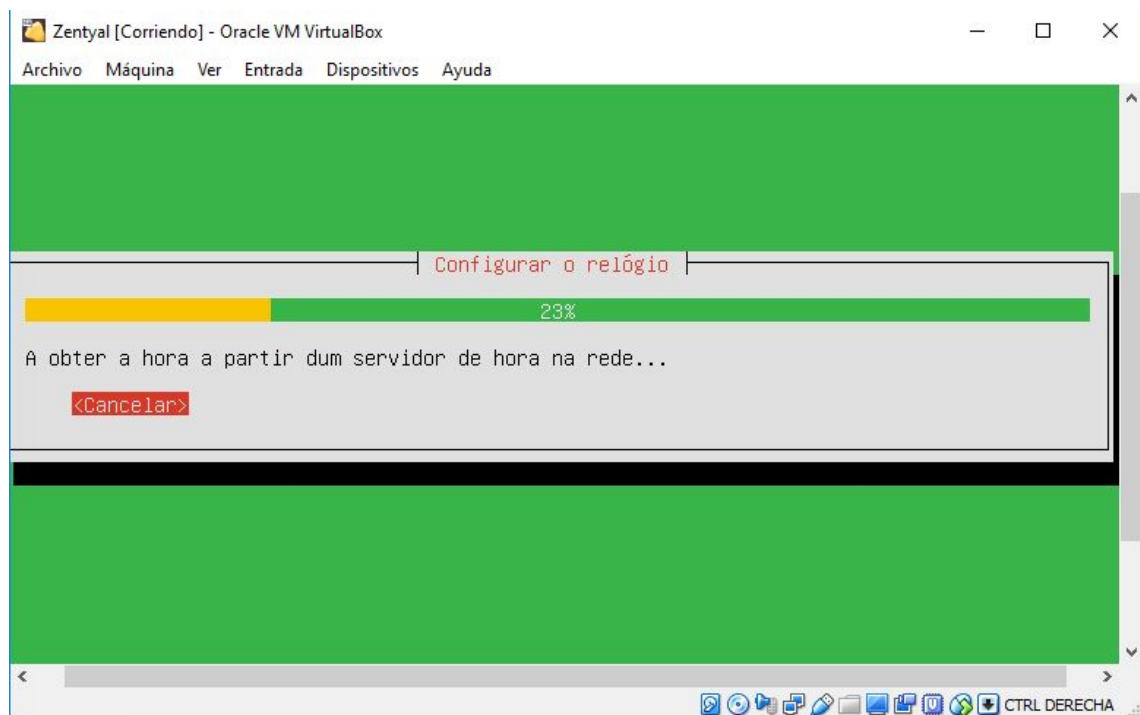 Zentyal [Corriendo] - Oracle VM VirtualBox
Archivo Máquina Ver Entrada Dispositivos Ayuda
Configurar o relógio
23%
A obter a hora a partir dum servidor de hora na rede...
<Cancelar>
CTRL DERECHA